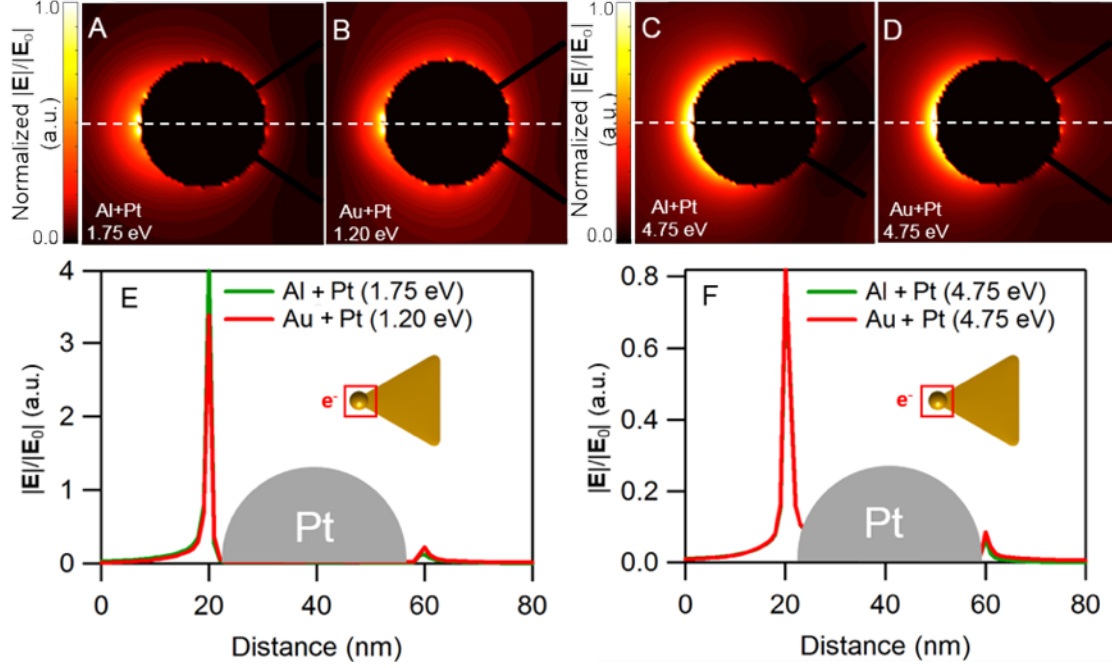 1.0
Normalized |E|/|E₀|
(a.u.)
0.0
A
Al+Pt
1.75 eV
B
Au+Pt
1.20 eV
1.0
Normalized |E|/|E₀|
(a.u.)
0.0
C
Al+Pt
4.75 eV
D
Au+Pt
4.75 eV
E
|E|/|E₀| (a.u.)
4
3
2
1
0
Al + Pt (1.75 eV)
Au + Pt (1.20 eV)
e⁻
Pt
0 20 40 60 80
Distance (nm)
F
|E|/|E₀| (a.u.)
0.8
0.6
0.4
0.2
0.0
Al + Pt (4.75 eV)
Au + Pt (4.75 eV)
e⁻
Pt
0 20 40 60 80
Distance (nm)